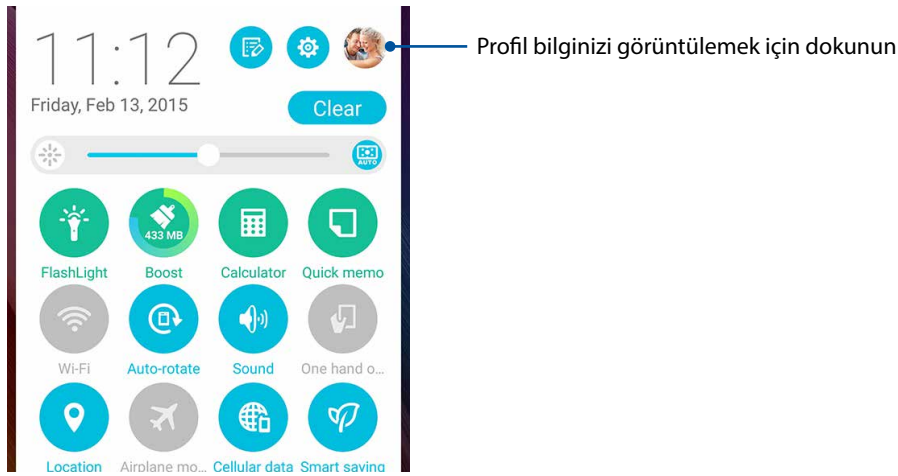 11:12
Profil bilginizi görüntülemek için dokunun
Friday, Feb 13, 2015
Clear
AUTO
433 MB
FlashLight Boost Calculator Quick memo
Wi-Fi Auto-rotate Sound One hand o...
Location Airplane mo... Cellular data Smart saving